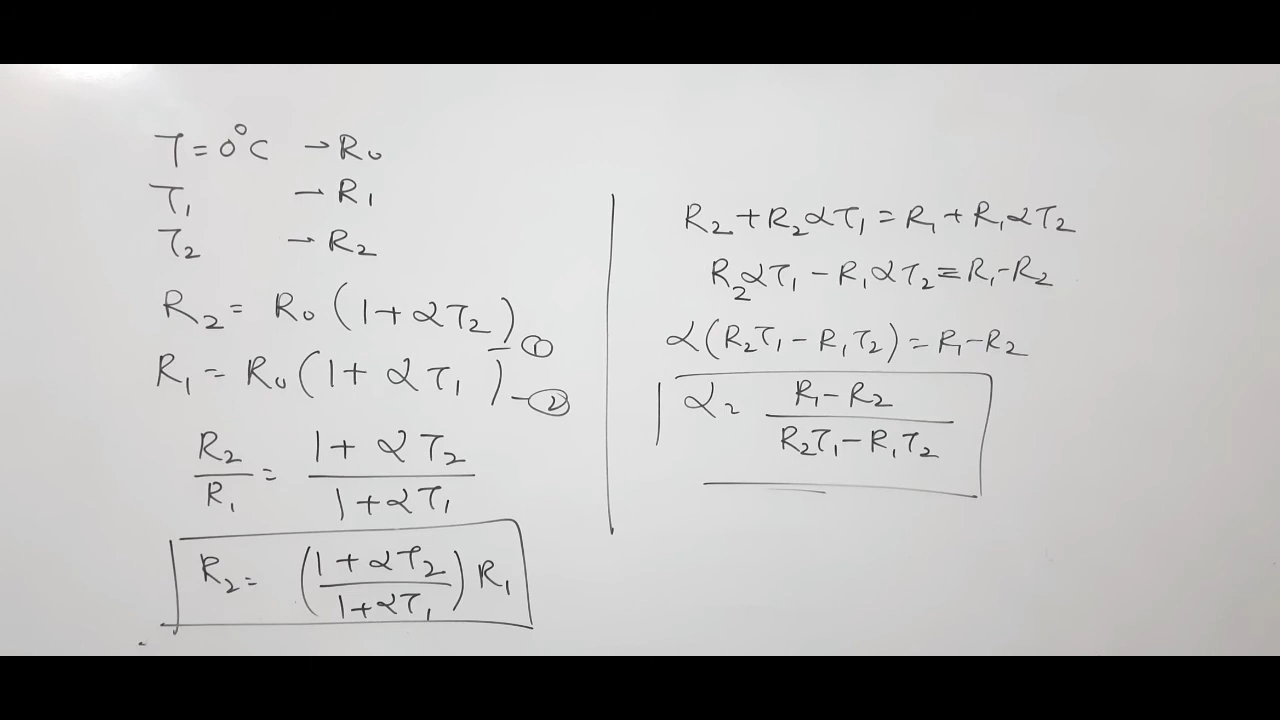 T = 0°C → R₀
T₁ → R₁
T₂ → R₂
R₂ = R₀ (1 + αT₂) — ①
R₁ = R₀ (1 + αT₁) — ②
R₂/R₁ = (1 + αT₂)/(1 + αT₁)
R₂ = ((1 + αT₂)/(1 + αT₁)) R₁
R₂ + R₂αT₁ = R₁ + R₁αT₂
R₂αT₁ − R₁αT₂ = R₁ − R₂
α(R₂T₁ − R₁T₂) = R₁ − R₂
α = (R₁ − R₂)/(R₂T₁ − R₁T₂)